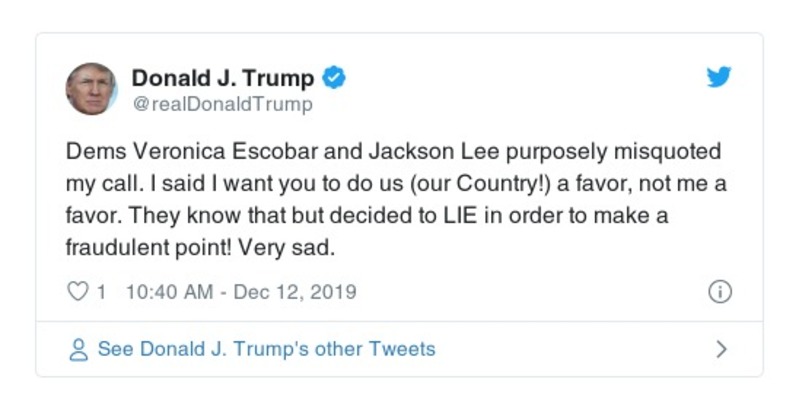 Donald J. Trump
@realDonaldTrump
Dems Veronica Escobar and Jackson Lee purposely misquoted
my call. I said I want you to do us (our Country!) a favor, not me a
favor. They know that but decided to LIE in order to make a
fraudulent point! Very sad.
1 10:40 AM - Dec 12, 2019
See Donald J. Trump's other Tweets